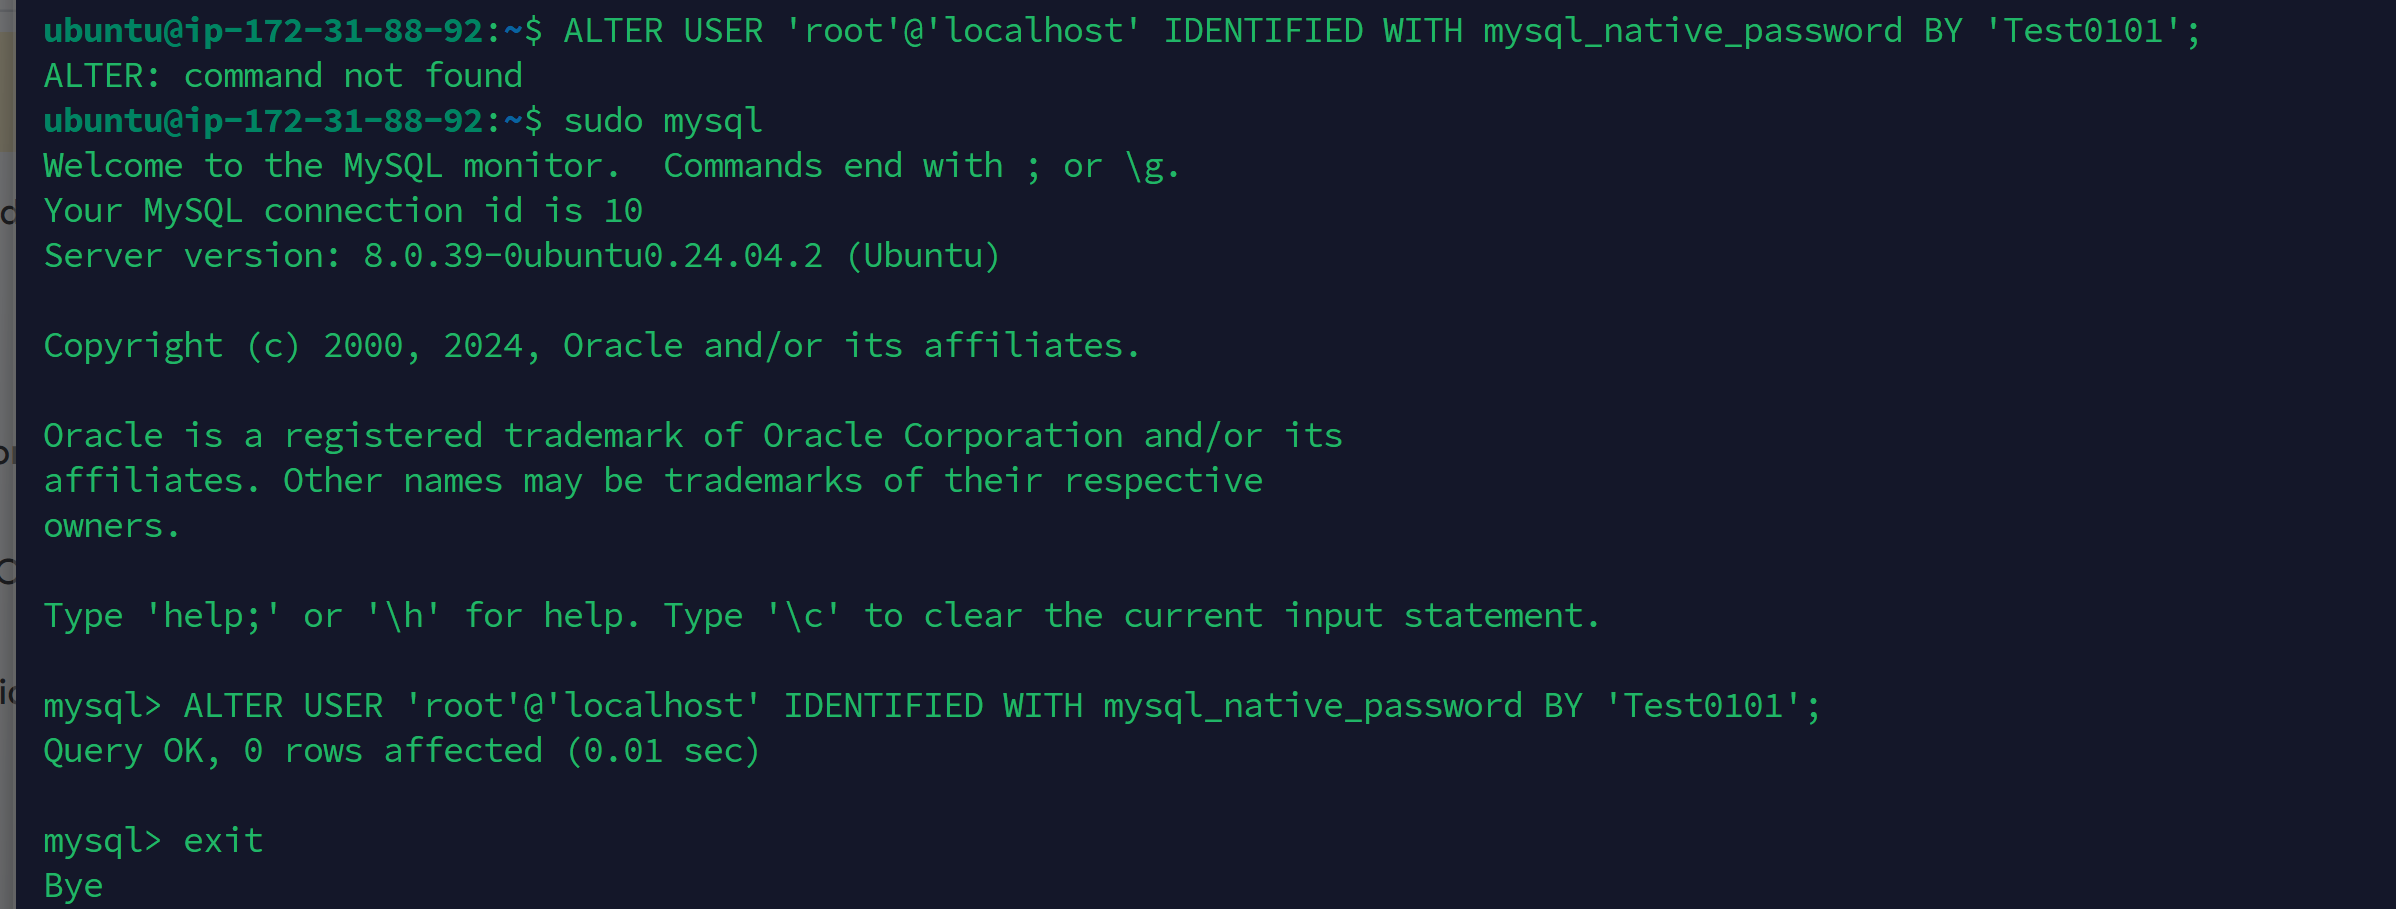 ubuntu@ip-172-31-88-92:~$ ALTER USER 'root'@'localhost' IDENTIFIED WITH mysql_native_password BY 'Test0101';
ALTER: command not found
ubuntu@ip-172-31-88-92:~$ sudo mysql
Welcome to the MySQL monitor.  Commands end with ; or \g.
Your MySQL connection id is 10
Server version: 8.0.39-0ubuntu0.24.04.2 (Ubuntu)
Copyright (c) 2000, 2024, Oracle and/or its affiliates.
Oracle is a registered trademark of Oracle Corporation and/or its
affiliates. Other names may be trademarks of their respective
owners.
Type 'help;' or '\h' for help. Type '\c' to clear the current input statement.
mysql> ALTER USER 'root'@'localhost' IDENTIFIED WITH mysql_native_password BY 'Test0101';
Query OK, 0 rows affected (0.01 sec)
mysql> exit
Bye